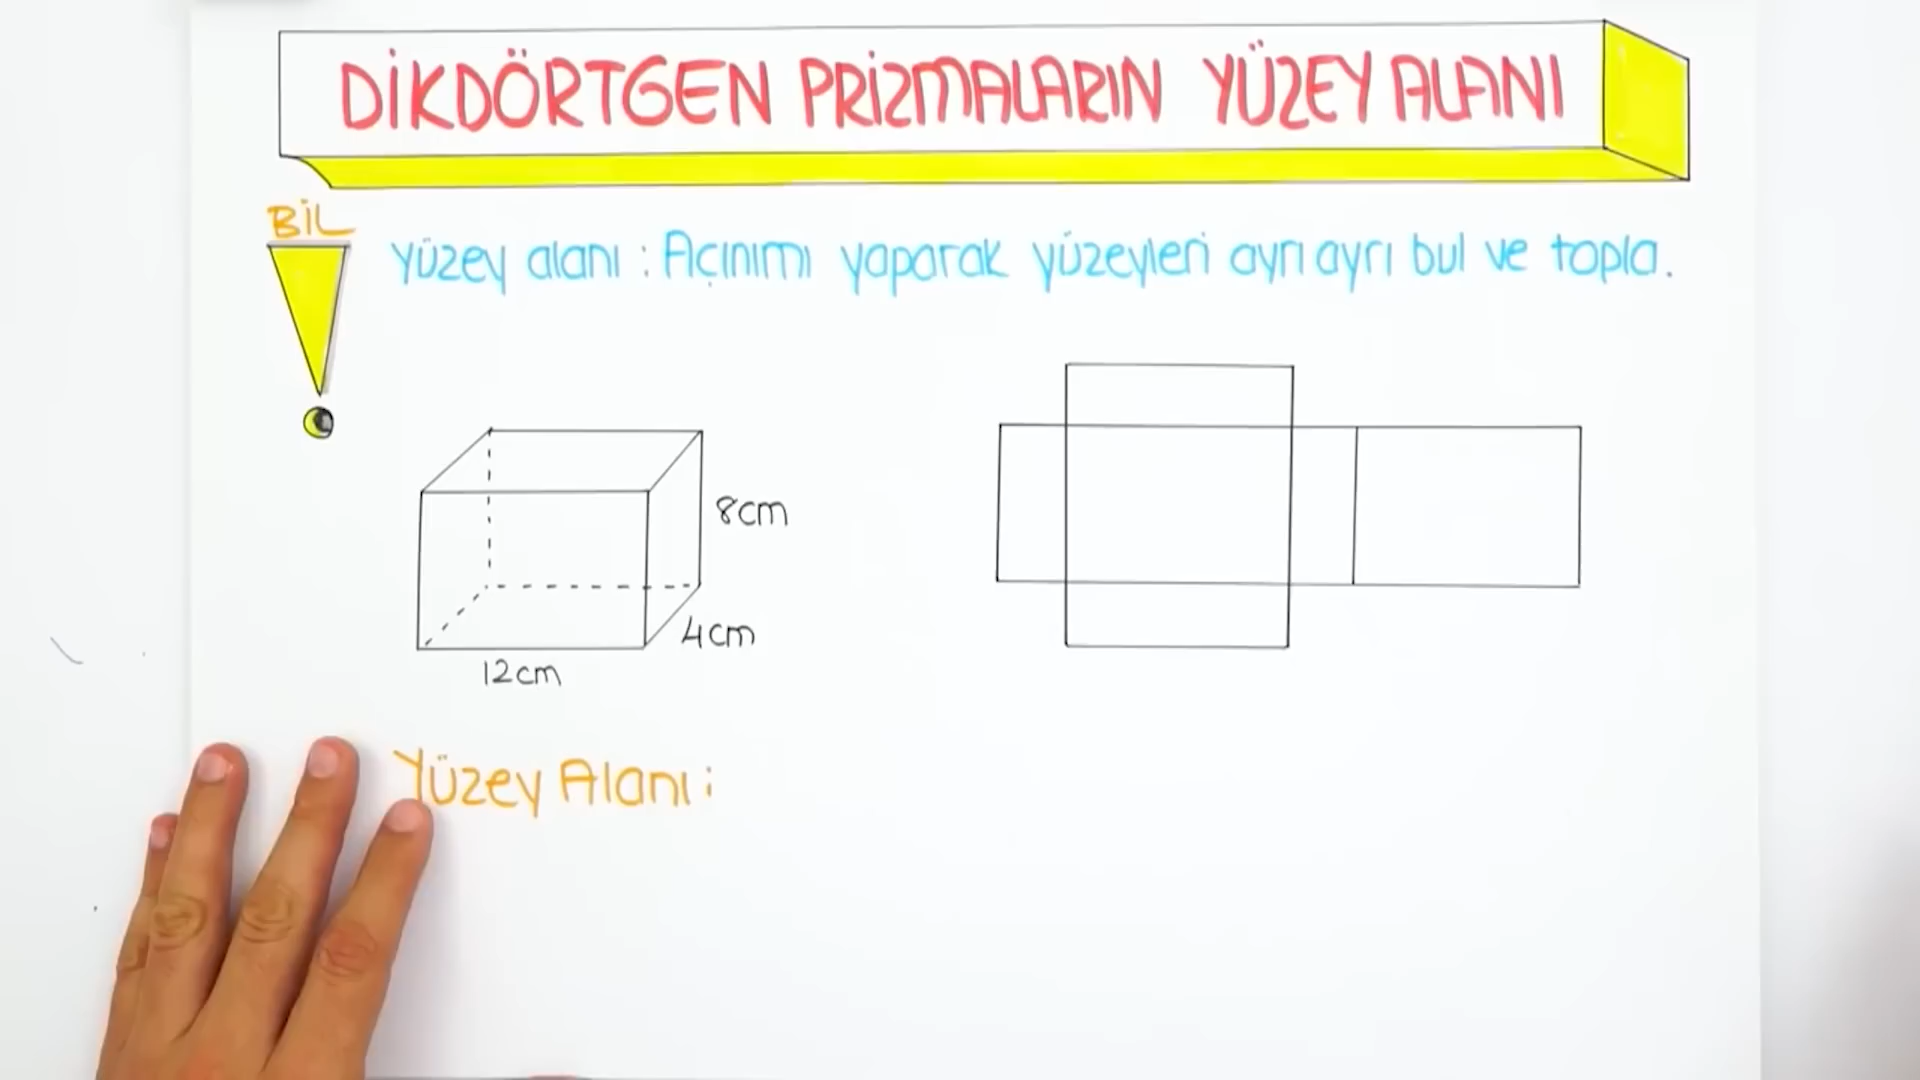 DİKDÖRTGEN PRİZMALARIN YÜZEY ALANI
BİL
Yüzey alanı : Açınımı yaparak yüzeyleri ayrı ayrı bul ve topla.
8cm
4cm
12cm
Yüzey Alanı :